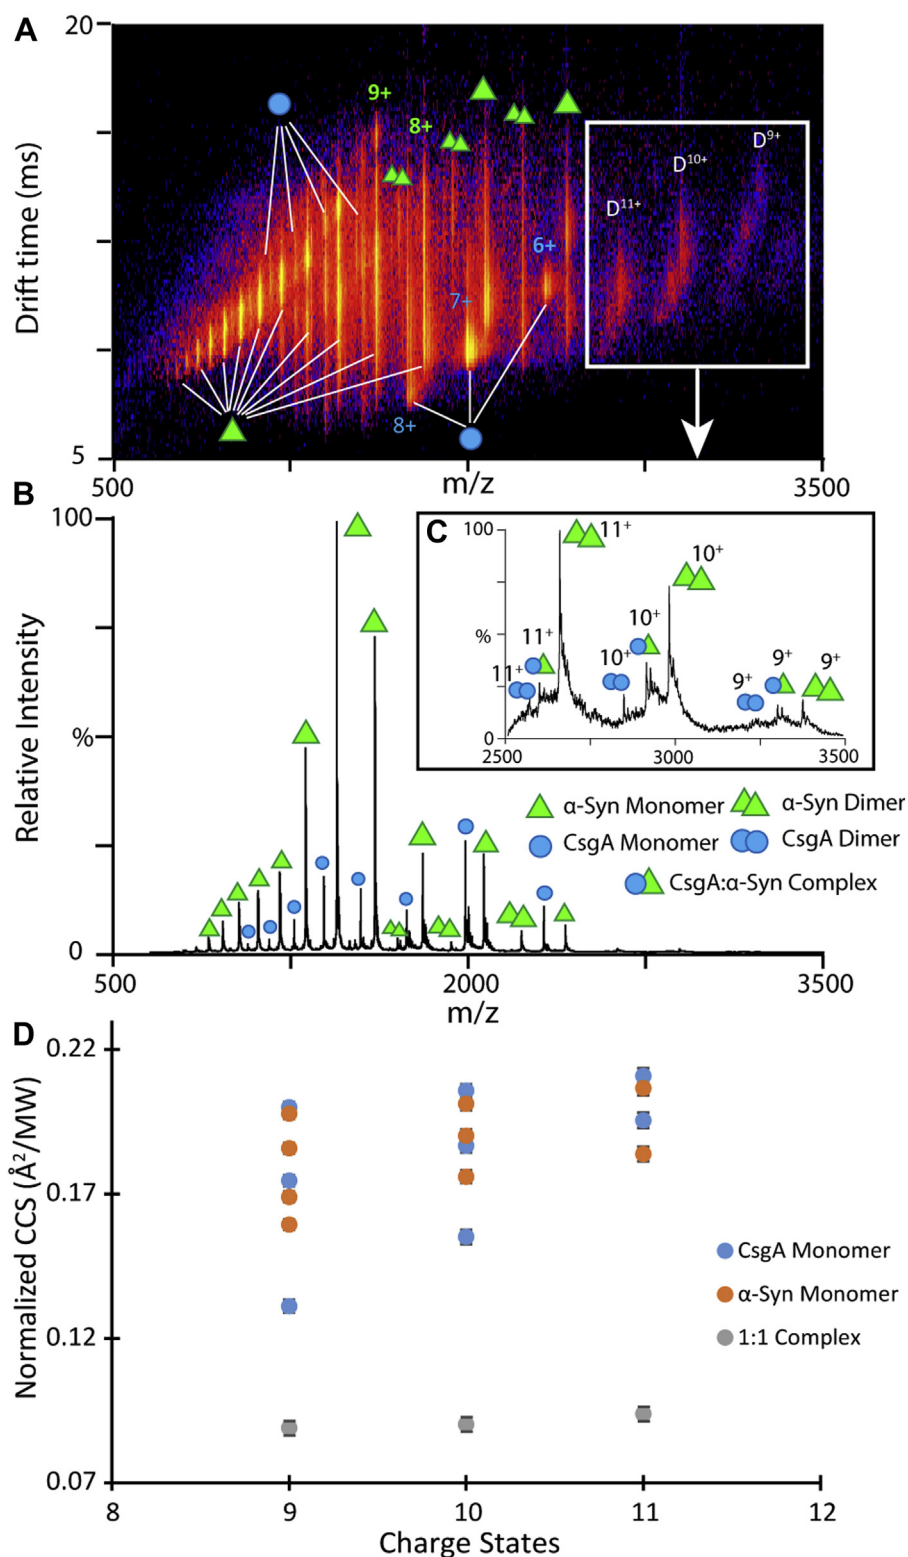 A
20
Drift time (ms)
5
9+
8+
6+
7+
8+
D11+
D10+
D9+
500
m/z
3500
B
100
Relative Intensity
%
0
C
100
%
0
11+
10+
10+
11+
11+
10+
9+
9+
9+
2500
3000
3500
α-Syn Monomer
α-Syn Dimer
CsgA Monomer
CsgA Dimer
CsgA:α-Syn Complex
500
2000
3500
m/z
D
0.22
0.17
0.12
0.07
Normalized CCS (Å²/MW)
CsgA Monomer
α-Syn Monomer
1:1 Complex
8
9
10
11
12
Charge States